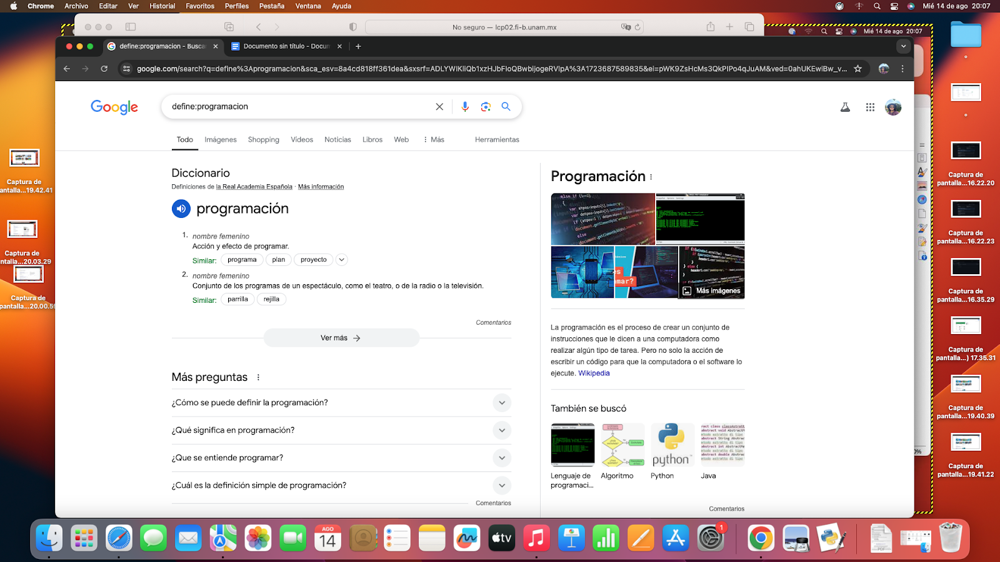 Chrome Archivo Editar Ver Historial Favoritos Perfiles Pestaña Ventana Ayuda Mié 14 de ago 20:07
No seguro — lcp02.fi-b.unam.mx
Mié 14 de ago 20:07
define:programacion - Busca
Documento sin título - Docun
google.com/search?q=define%3Aprogramacion&sca_esv=8a4cd818ff361dea&sxsrf=ADLYWIKliQb1xzHJbFIoQBwbijogeRVlpA%3A1723687589835&ei=pWK9ZsHcMs3QkPIPo4qJuAM&ved=0ahUKEwiBw_v...
Google
define:programacion
Todo Imágenes Shopping Vídeos Noticias Libros Web Más Herramientas
Diccionario
Definiciones de la Real Academia Española · Más información
programación
1. nombre femenino
Acción y efecto de programar.
Similar: programa plan proyecto
2. nombre femenino
Conjunto de los programas de un espectáculo, como el teatro, o de la radio o la televisión.
Similar: parrilla rejilla
Comentarios
Ver más
Más preguntas
¿Cómo se puede definir la programación?
¿Qué significa en programación?
¿Que se entiende programar?
¿Cuál es la definición simple de programación?
Comentarios
Programación
Más imágenes
La programación es el proceso de crear un conjunto de
instrucciones que le dicen a una computadora como
realizar algún tipo de tarea. Pero no solo la acción de
escribir un código para que la computadora o el software lo
ejecute. Wikipedia
También se buscó
python
Lenguaje de
programaci...
Algoritmo
Python
Java
Comentarios
Captura de
pantalla...19.42.41
Captura de
pantalla...20.03.29
Captura de
pantalla...20.00.55
Captura de
pantalla...16.22.20
Captura de
pantalla...16.22.23
Captura de
pantalla...16.35.29
Captura de
pantalla...) 17.35.31
Captura de
pantalla...19.40.39
Captura de
pantalla...19.41.22
0%
AGO
14
tv
1